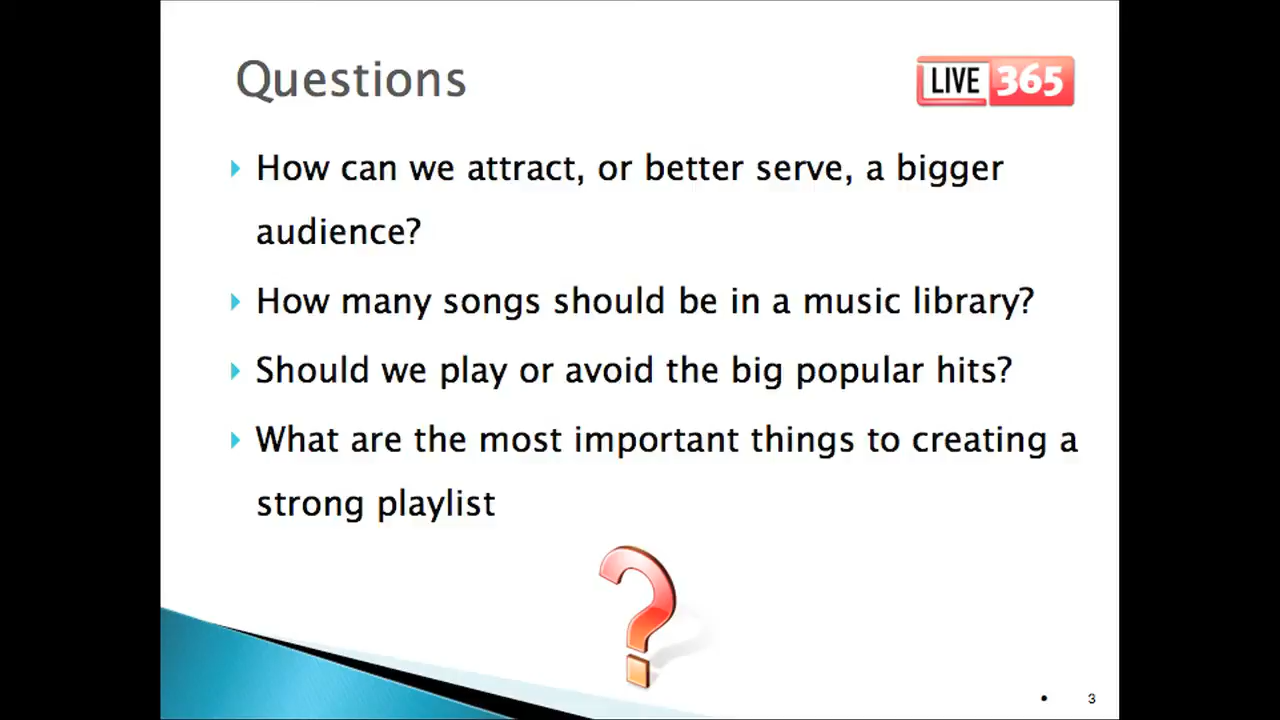 Questions
LIVE 365
How can we attract, or better serve, a bigger
audience?
How many songs should be in a music library?
Should we play or avoid the big popular hits?
What are the most important things to creating a
strong playlist
?
• 3